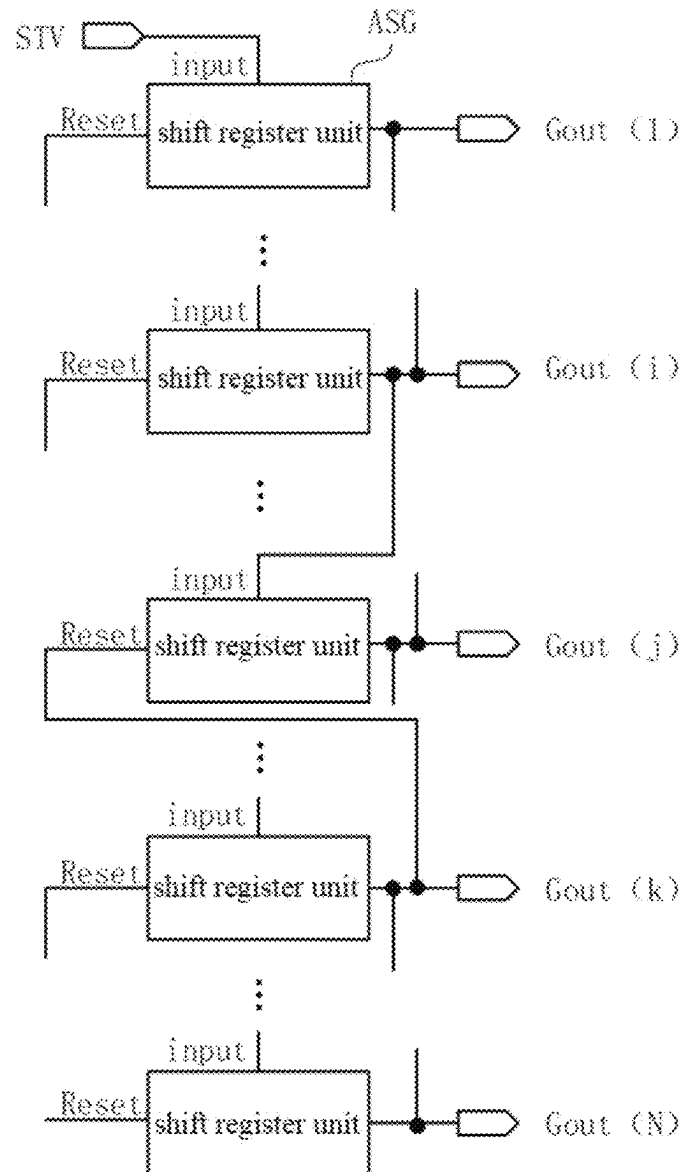 STV
ASG
input
Reset
shift register unit
Gout (1)
input
Reset
shift register unit
Gout (i)
input
Reset
shift register unit
Gout (j)
input
Reset
shift register unit
Gout (k)
input
Reset
shift register unit
Gout (N)